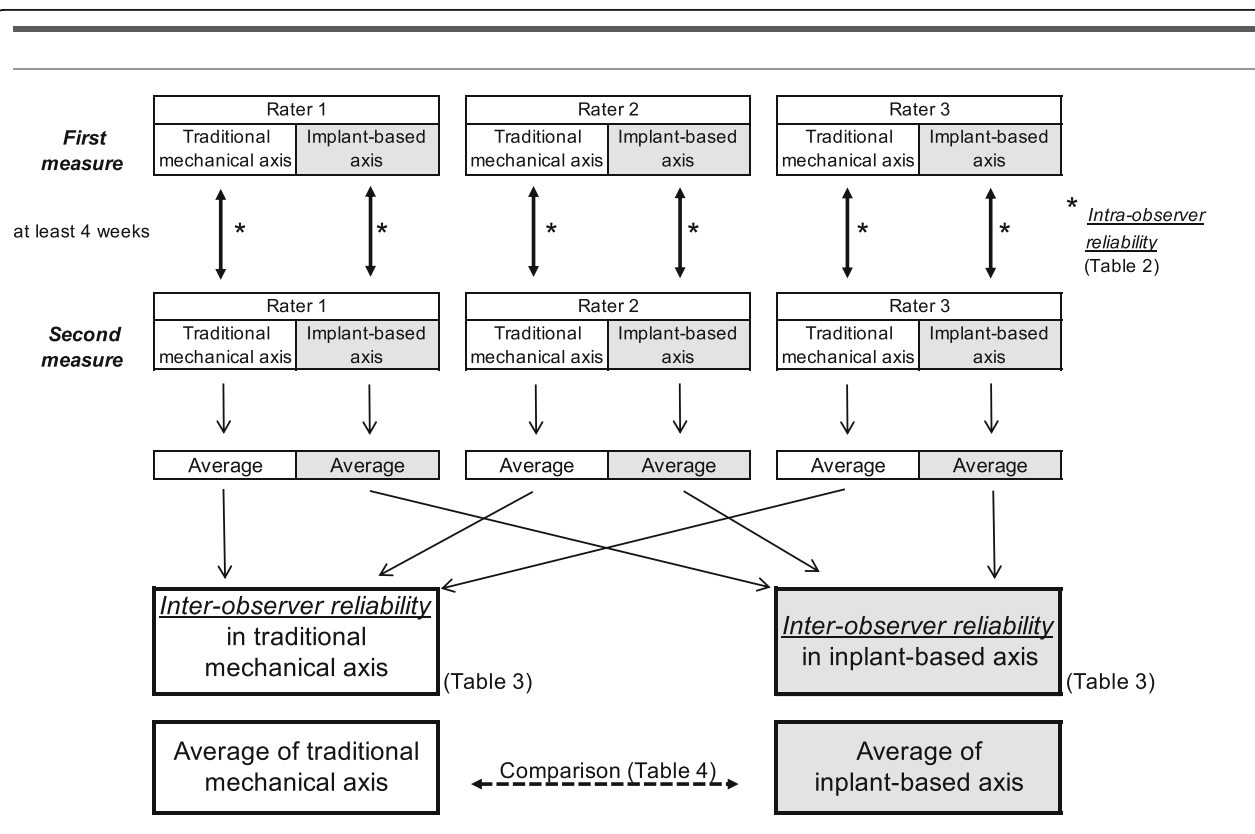 Rater 1
Rater 2
Rater 3
First
measure
Traditional
mechanical axis
Implant-based
axis
Traditional
mechanical axis
Implant-based
axis
Traditional
mechanical axis
Implant-based
axis
at least 4 weeks
*
*
*
*
*
*
* Intra-observer
reliability
(Table 2)
Rater 1
Rater 2
Rater 3
Second
measure
Traditional
mechanical axis
Implant-based
axis
Traditional
mechanical axis
Implant-based
axis
Traditional
mechanical axis
Implant-based
axis
Average
Average
Average
Average
Average
Average
Inter-observer reliability
in traditional
mechanical axis
(Table 3)
Inter-observer reliability
in inplant-based axis
(Table 3)
Average of traditional
mechanical axis
Comparison (Table 4)
Average of
inplant-based axis